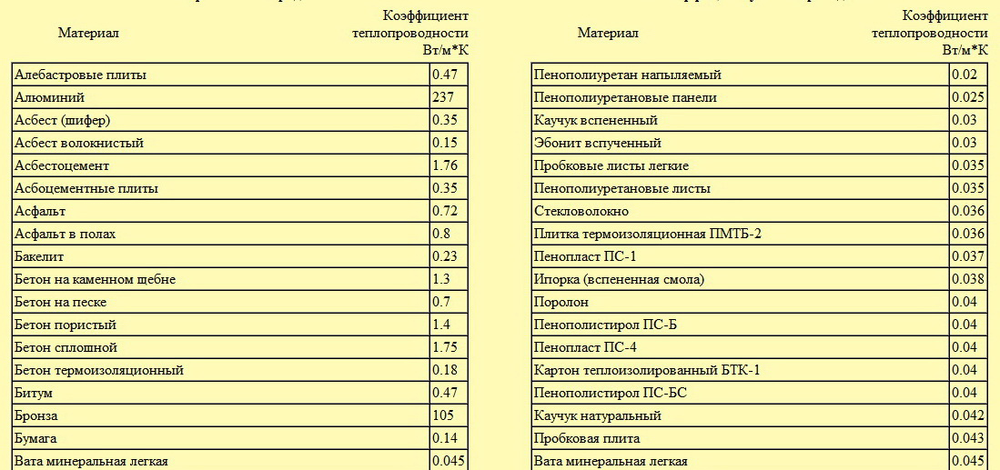 Коэффициент
Материал теплопроводности
Вт/м*К
Алебастровые плиты 0.47
Алюминий 237
Асбест (шифер) 0.35
Асбест волокнистый 0.15
Асбестоцемент 1.76
Асбоцементные плиты 0.35
Асфальт 0.72
Асфальт в полах 0.8
Бакелит 0.23
Бетон на каменном щебне 1.3
Бетон на песке 0.7
Бетон пористый 1.4
Бетон сплошной 1.75
Бетон термоизоляционный 0.18
Битум 0.47
Бронза 105
Бумага 0.14
Вата минеральная легкая 0.045
Коэффициент
Материал теплопроводности
Вт/м*К
Пенополиуретан напыляемый 0.02
Пенополиуретановые панели 0.025
Каучук вспененный 0.03
Эбонит вспученный 0.03
Пробковые листы легкие 0.035
Пенополиуретановые листы 0.035
Стекловолокно 0.036
Плитка термоизоляционная ПМТБ-2 0.036
Пенопласт ПС-1 0.037
Ипорка (вспененная смола) 0.038
Поролон 0.04
Пенополистирол ПС-Б 0.04
Пенопласт ПС-4 0.04
Картон теплоизолированный БТК-1 0.04
Пенополистирол ПС-БС 0.04
Каучук натуральный 0.042
Пробковая плита 0.043
Вата минеральная легкая 0.045